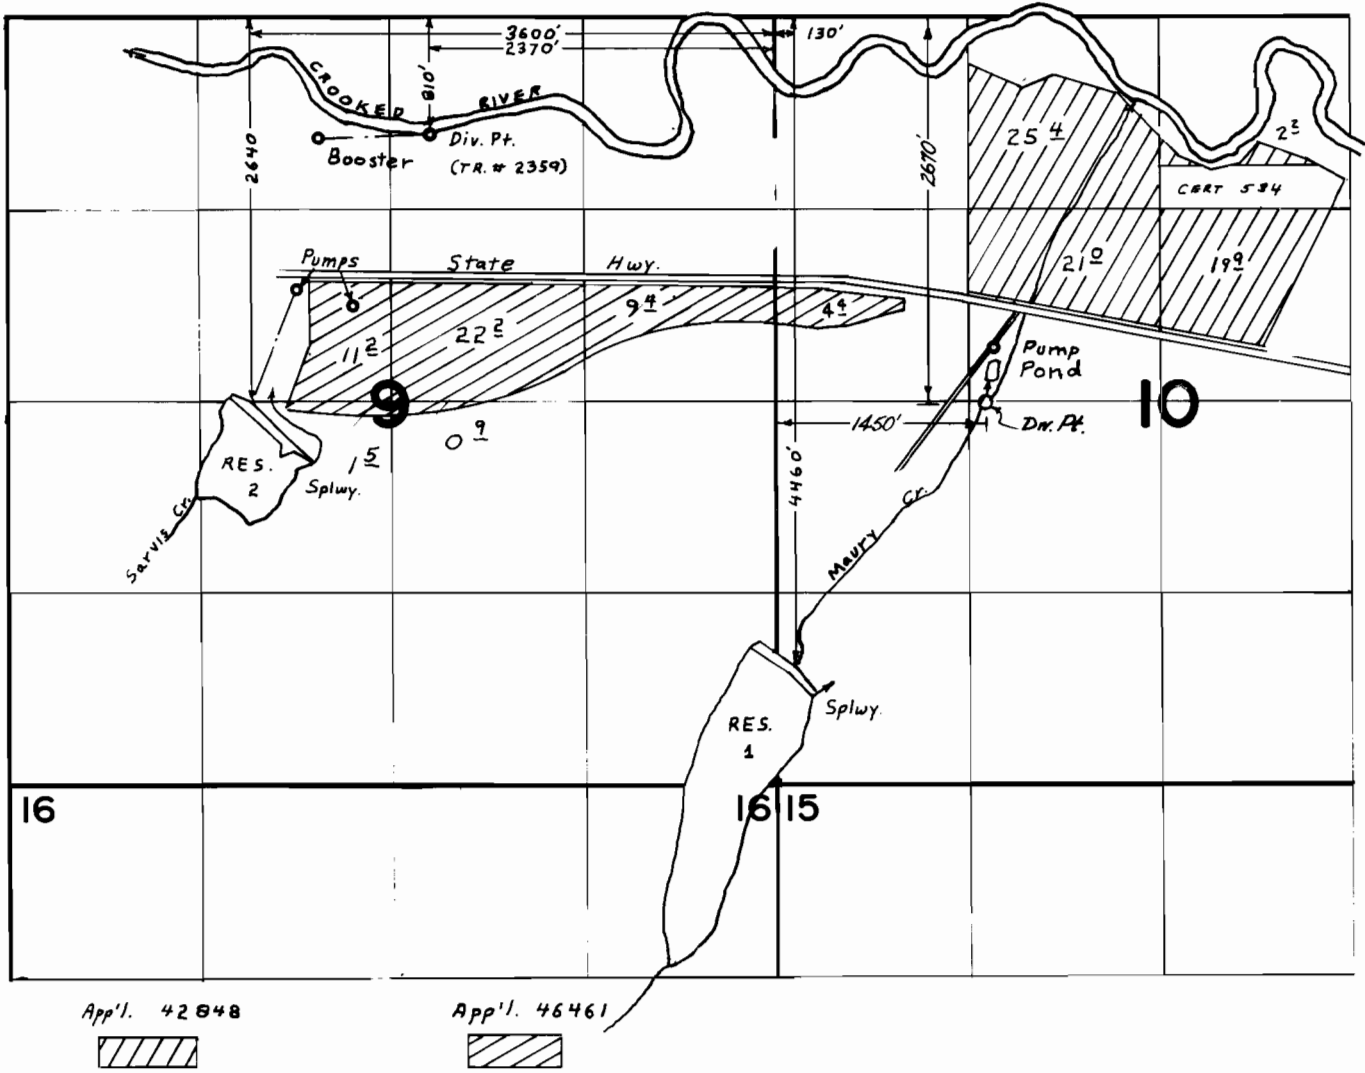 3600'
130'
2370'
810'
2640
2670'
CROOKED RIVER
Booster
Div. Pt.
(TR. # 2359)
25 4
2 2
CERT 584
Pumps
State Hwy.
21 0
19 9
9 4
4 4
22 2
11 2
Pump
Pond
9
10
1450'
Div. Pt.
0 9
1 5
RES.
2
Splwy.
4460'
Sarvis Cr.
Maury Cr.
Splwy.
RES.
1
16
16 15
App'l. 42848
App'l. 46461